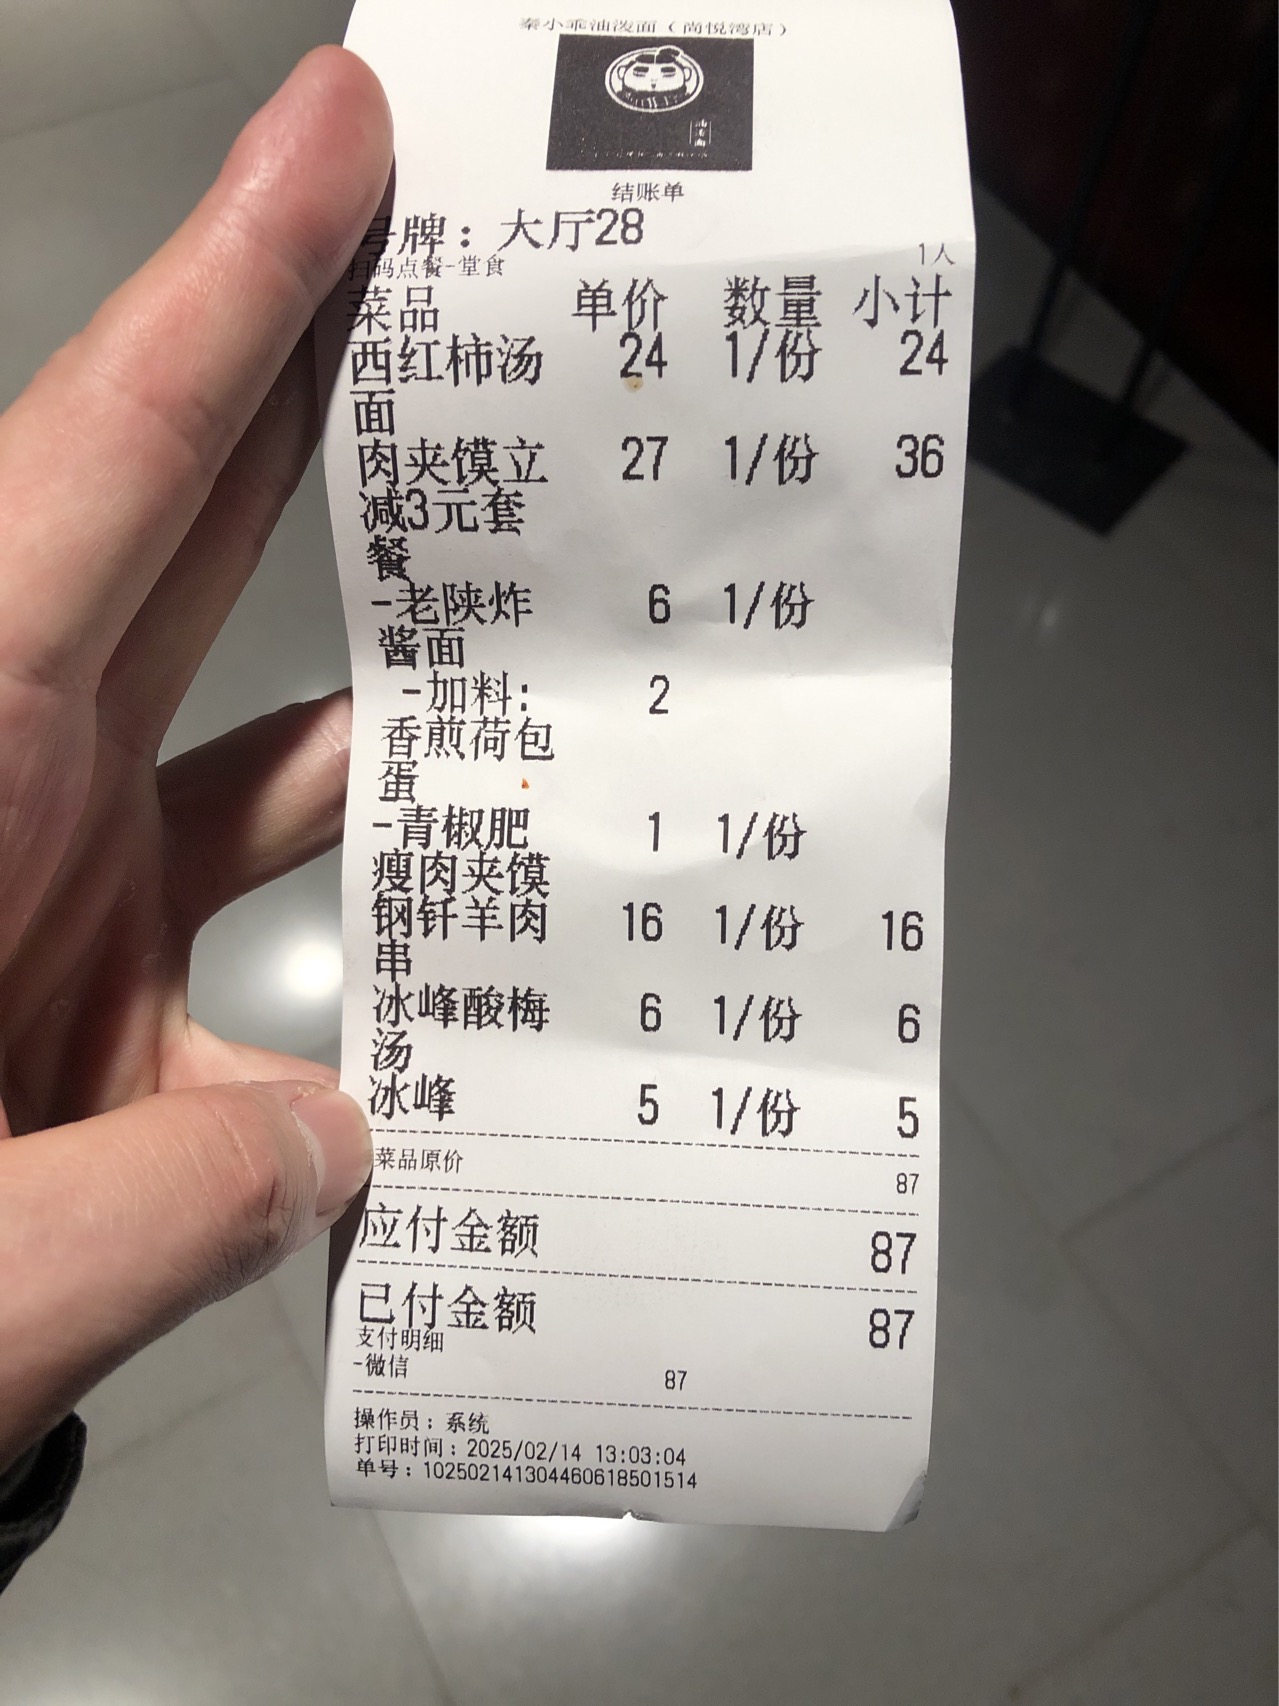 秦小乖油泼面（尚悦湾店）
油泼面
结账单
号牌：大厅28
1人
扫码点餐-堂食
菜品 单价 数量 小计
西红柿汤 24 1/份 24
面
肉夹馍立 27 1/份 36
减3元套
餐
-老陕炸 6 1/份
酱面
-加料: 2
香煎荷包
蛋
-青椒肥 1 1/份
瘦肉夹馍
钢钎羊肉 16 1/份 16
串
冰峰酸梅 6 1/份 6
汤
冰峰 5 1/份 5
菜品原价 87
应付金额 87
已付金额 87
支付明细
-微信 87
操作员：系统
打印时间：2025/02/14 13:03:04
单号：102502141304460618501514